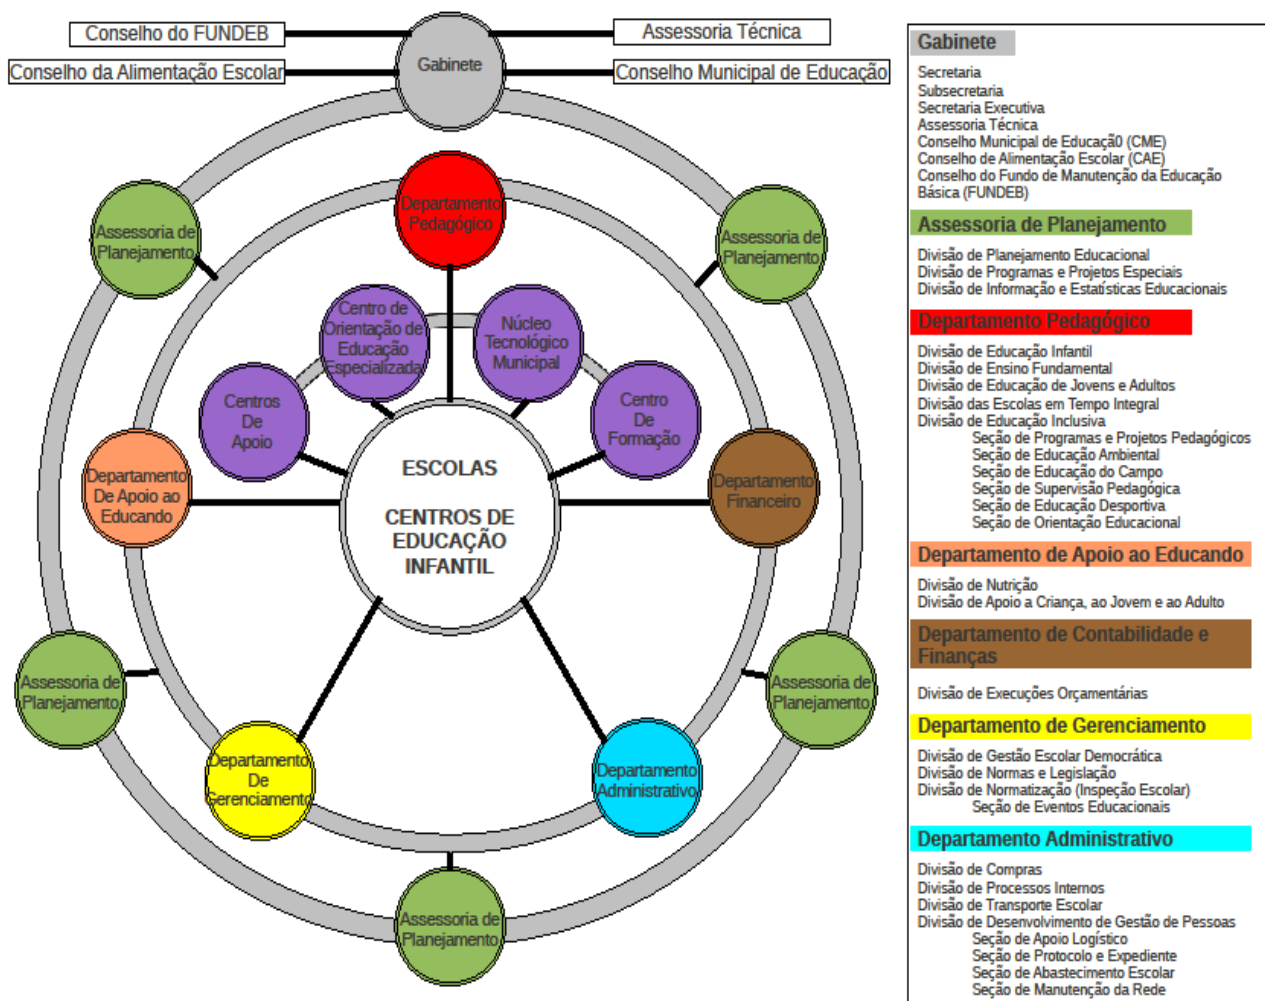 Conselho do FUNDEB
Assessoria Técnica
Conselho da Alimentação Escolar
Gabinete
Conselho Municipal de Educação
Departamento
Pedagógico
Assessoria de
Planejamento
Assessoria de
Planejamento
Centro de
Orientação de
Educação
Especializada
Núcleo
Tecnológico
Municipal
Centros
De
Apoio
Centro
De
Formação
Departamento
De Apoio ao
Educando
ESCOLAS
CENTROS DE
EDUCAÇÃO
INFANTIL
Departamento
Financeiro
Assessoria de
Planejamento
Assessoria de
Planejamento
Departamento
De
Gerenciamento
Departamento
Administrativo
Assessoria de
Planejamento
Gabinete
Secretaria
Subsecretaria
Secretaria Executiva
Assessoria Técnica
Conselho Municipal de Educaçã0 (CME)
Conselho de Alimentação Escolar (CAE)
Conselho do Fundo de Manutenção da Educação
Básica (FUNDEB)
Assessoria de Planejamento
Divisão de Planejamento Educacional
Divisão de Programas e Projetos Especiais
Divisão de Informação e Estatísticas Educacionais
Departamento Pedagógico
Divisão de Educação Infantil
Divisão de Ensino Fundamental
Divisão de Educação de Jovens e Adultos
Divisão das Escolas em Tempo Integral
Divisão de Educação Inclusiva
Seção de Programas e Projetos Pedagógicos
Seção de Educação Ambiental
Seção de Educação do Campo
Seção de Supervisão Pedagógica
Seção de Educação Desportiva
Seção de Orientação Educacional
Departamento de Apoio ao Educando
Divisão de Nutrição
Divisão de Apoio a Criança, ao Jovem e ao Adulto
Departamento de Contabilidade e
Finanças
Divisão de Execuções Orçamentárias
Departamento de Gerenciamento
Divisão de Gestão Escolar Democrática
Divisão de Normas e Legislação
Divisão de Normatização (Inspeção Escolar)
Seção de Eventos Educacionais
Departamento Administrativo
Divisão de Compras
Divisão de Processos Internos
Divisão de Transporte Escolar
Divisão de Desenvolvimento de Gestão de Pessoas
Seção de Apoio Logístico
Seção de Protocolo e Expediente
Seção de Abastecimento Escolar
Seção de Manutenção da Rede